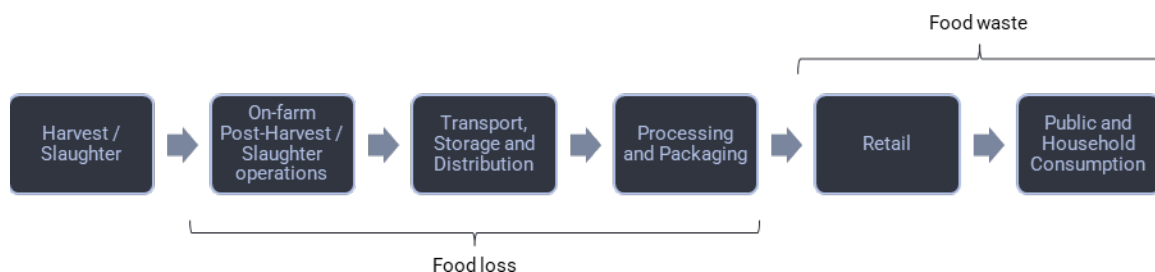 Food waste
Harvest /
Slaughter
On-farm
Post-Harvest /
Slaughter
operations
Transport,
Storage and
Distribution
Processing
and Packaging
Retail
Public and
Household
Consumption
Food loss